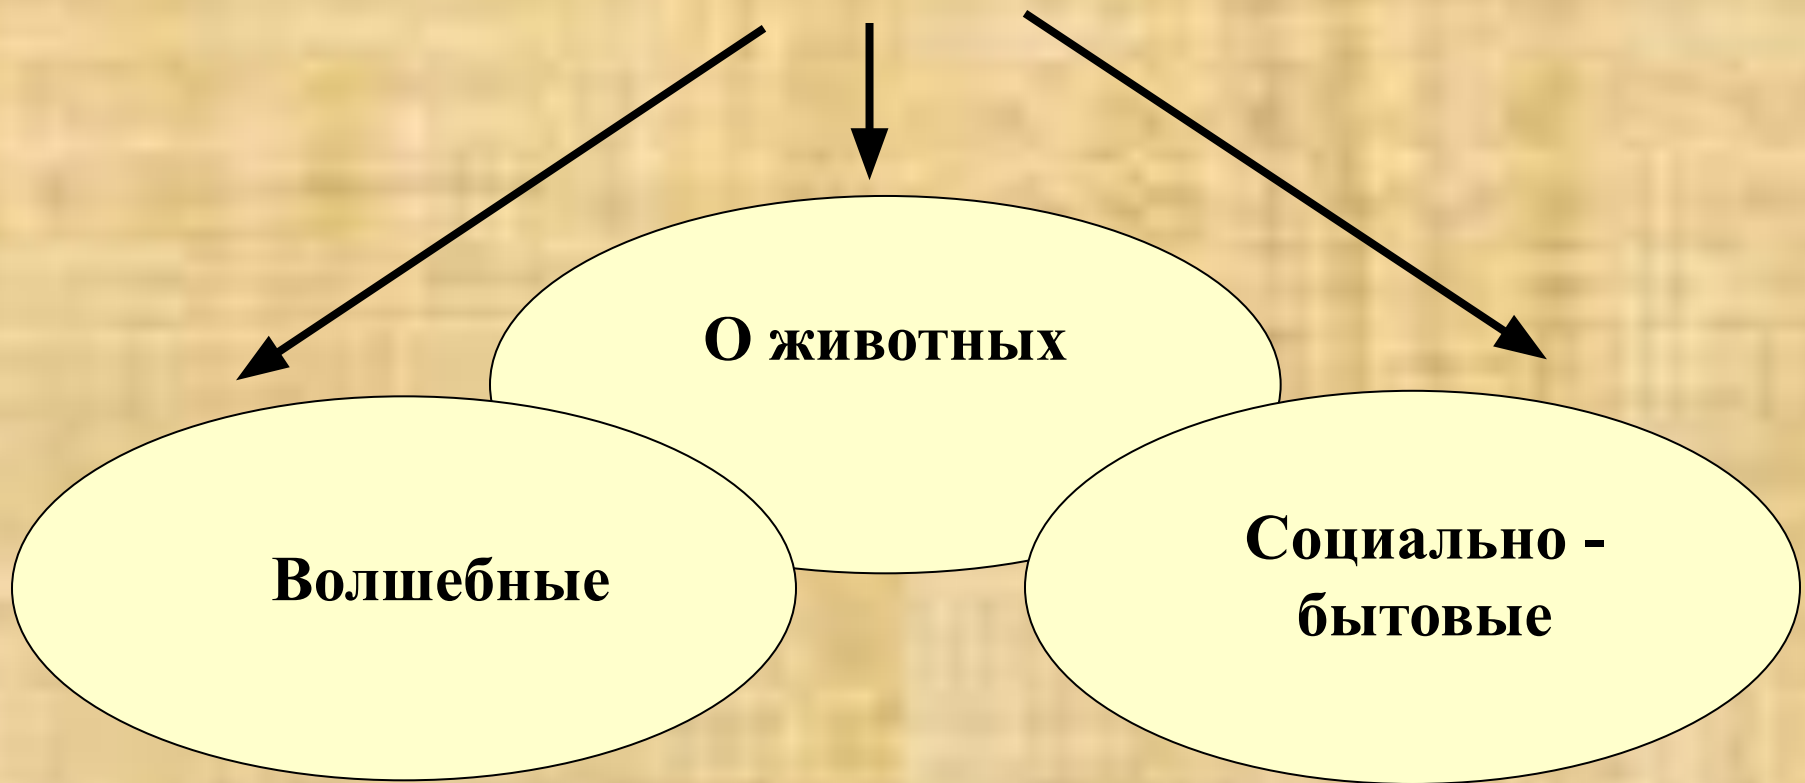 О животных
Волшебные
Социально -
бытовые